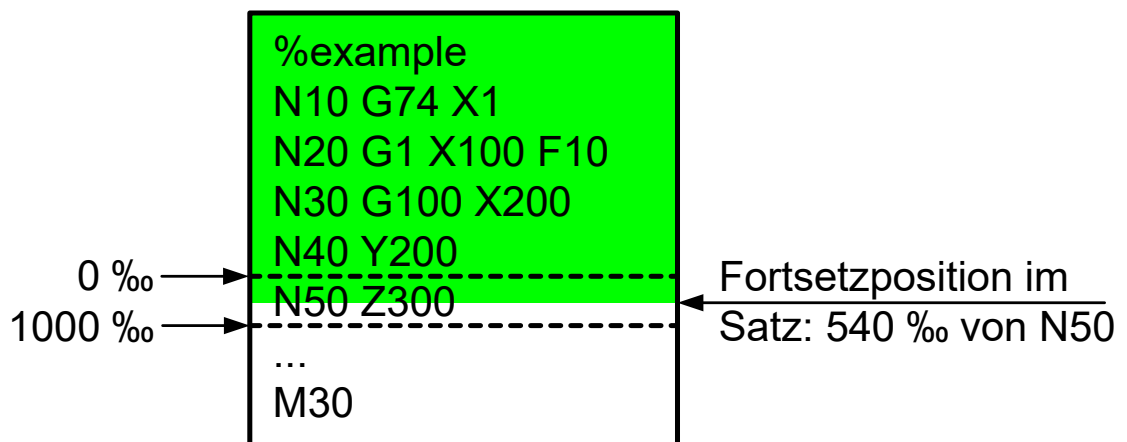 %example
N10 G74 X1
N20 G1 X100 F10
N30 G100 X200
N40 Y200
0 ‰
N50 Z300
1000 ‰
...
M30
Fortsetzposition im
Satz: 540 ‰ von N50